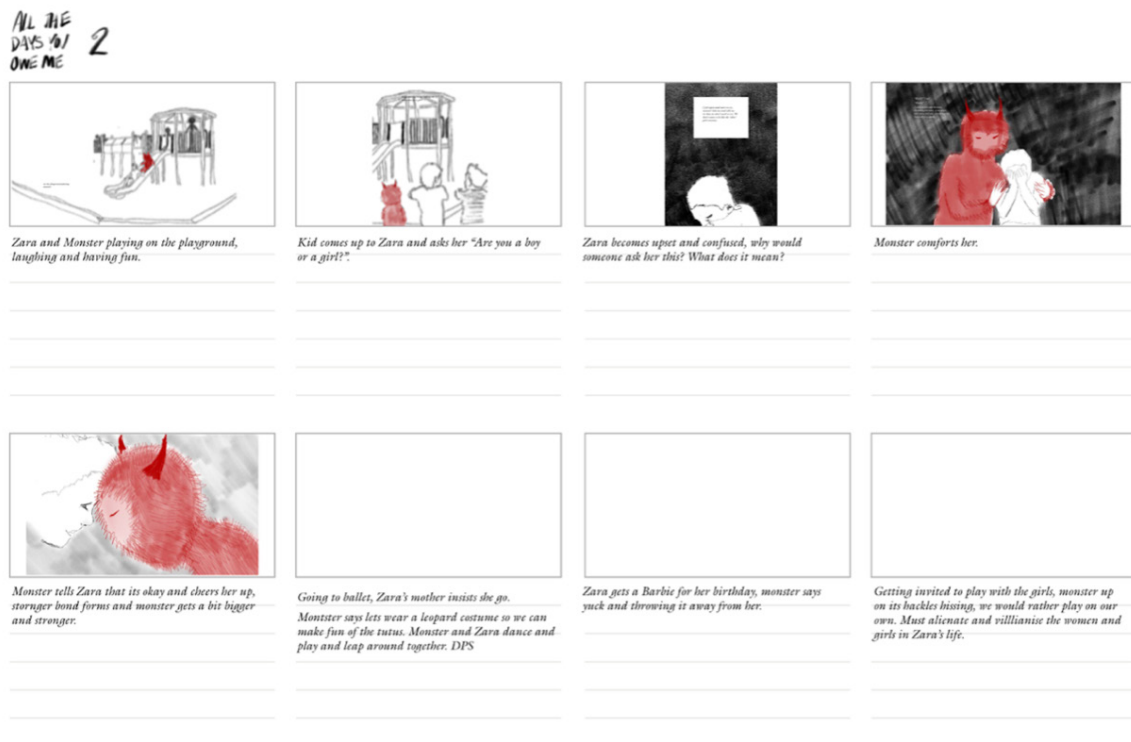 ALL THE
DAYS YOU
OWE ME
2
Zara and Monster playing on the playground,
laughing and having fun.
Kid comes up to Zara and asks her “Are you a boy
or a girl?”.
Zara becomes upset and confused, why would
someone ask her this? What does it mean?
Monster comforts her.
Monster tells Zara that its okay and cheers her up,
stornger bond forms and monster gets a bit bigger
and stronger.
Going to ballet, Zara's mother insists she go.
Montster says lets wear a leopard costume so we can
make fun of the tutus. Monster and Zara dance and
play and leap around together. DPS
Zara gets a Barbie for her birthday, monster says
yuck and throwing it away from her.
Getting invited to play with the girls, monster up
on its hackles hissing, we would rather play on our
own. Must alienate and villlianise the women and
girls in Zara's life.